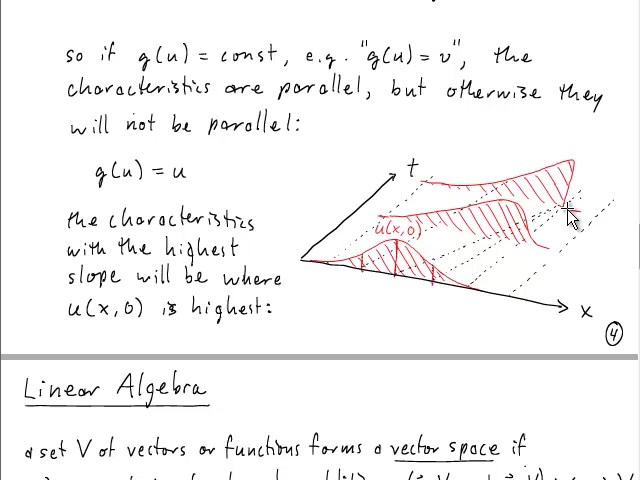 so if g(u) = const, e.g. "g(u) = v", the
characteristics are parallel, but otherwise they
will not be parallel:
g(u) = u
t
the characteristics
with the highest
slope will be where
u(x,0) is highest:
u(x,0)
x
4
Linear Algebra
a set V of vectors or functions forms a vector space if